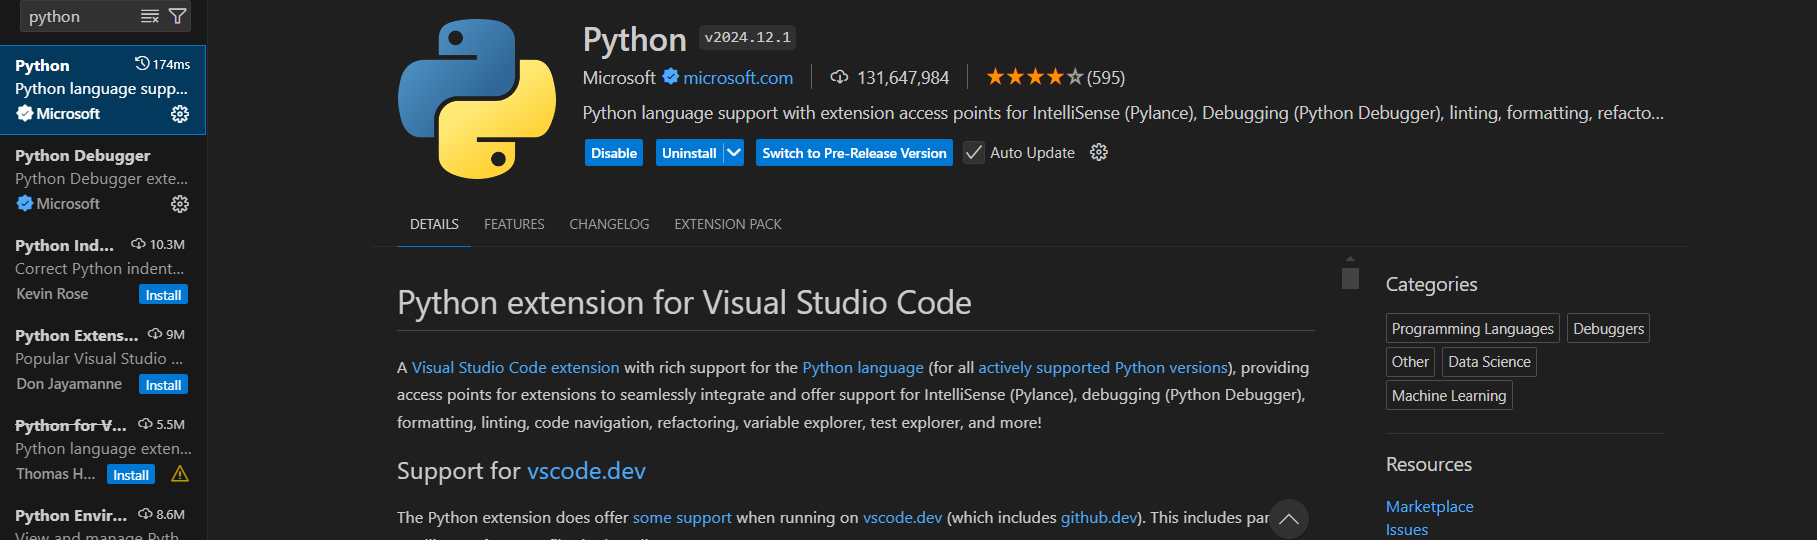 python
Python 174ms
Python language supp...
Microsoft
Python Debugger
Python Debugger exte...
Microsoft
Python Ind... 10.3M
Correct Python indent...
Kevin Rose Install
Python Extens... 9M
Popular Visual Studio ...
Don Jayamanne Install
Python for V... 5.5M
Python language exten...
Thomas H... Install
Python Envir... 8.6M
View and manage Pyth
Python v2024.12.1
Microsoft microsoft.com 131,647,984 (595)
Python language support with extension access points for IntelliSense (Pylance), Debugging (Python Debugger), linting, formatting, refacto...
Disable Uninstall Switch to Pre-Release Version Auto Update
DETAILS FEATURES CHANGELOG EXTENSION PACK
Python extension for Visual Studio Code
A Visual Studio Code extension with rich support for the Python language (for all actively supported Python versions), providing
access points for extensions to seamlessly integrate and offer support for IntelliSense (Pylance), debugging (Python Debugger),
formatting, linting, code navigation, refactoring, variable explorer, test explorer, and more!
Support for vscode.dev
The Python extension does offer some support when running on vscode.dev (which includes github.dev). This includes par
Categories
Programming Languages Debuggers
Other Data Science
Machine Learning
Resources
Marketplace
Issues